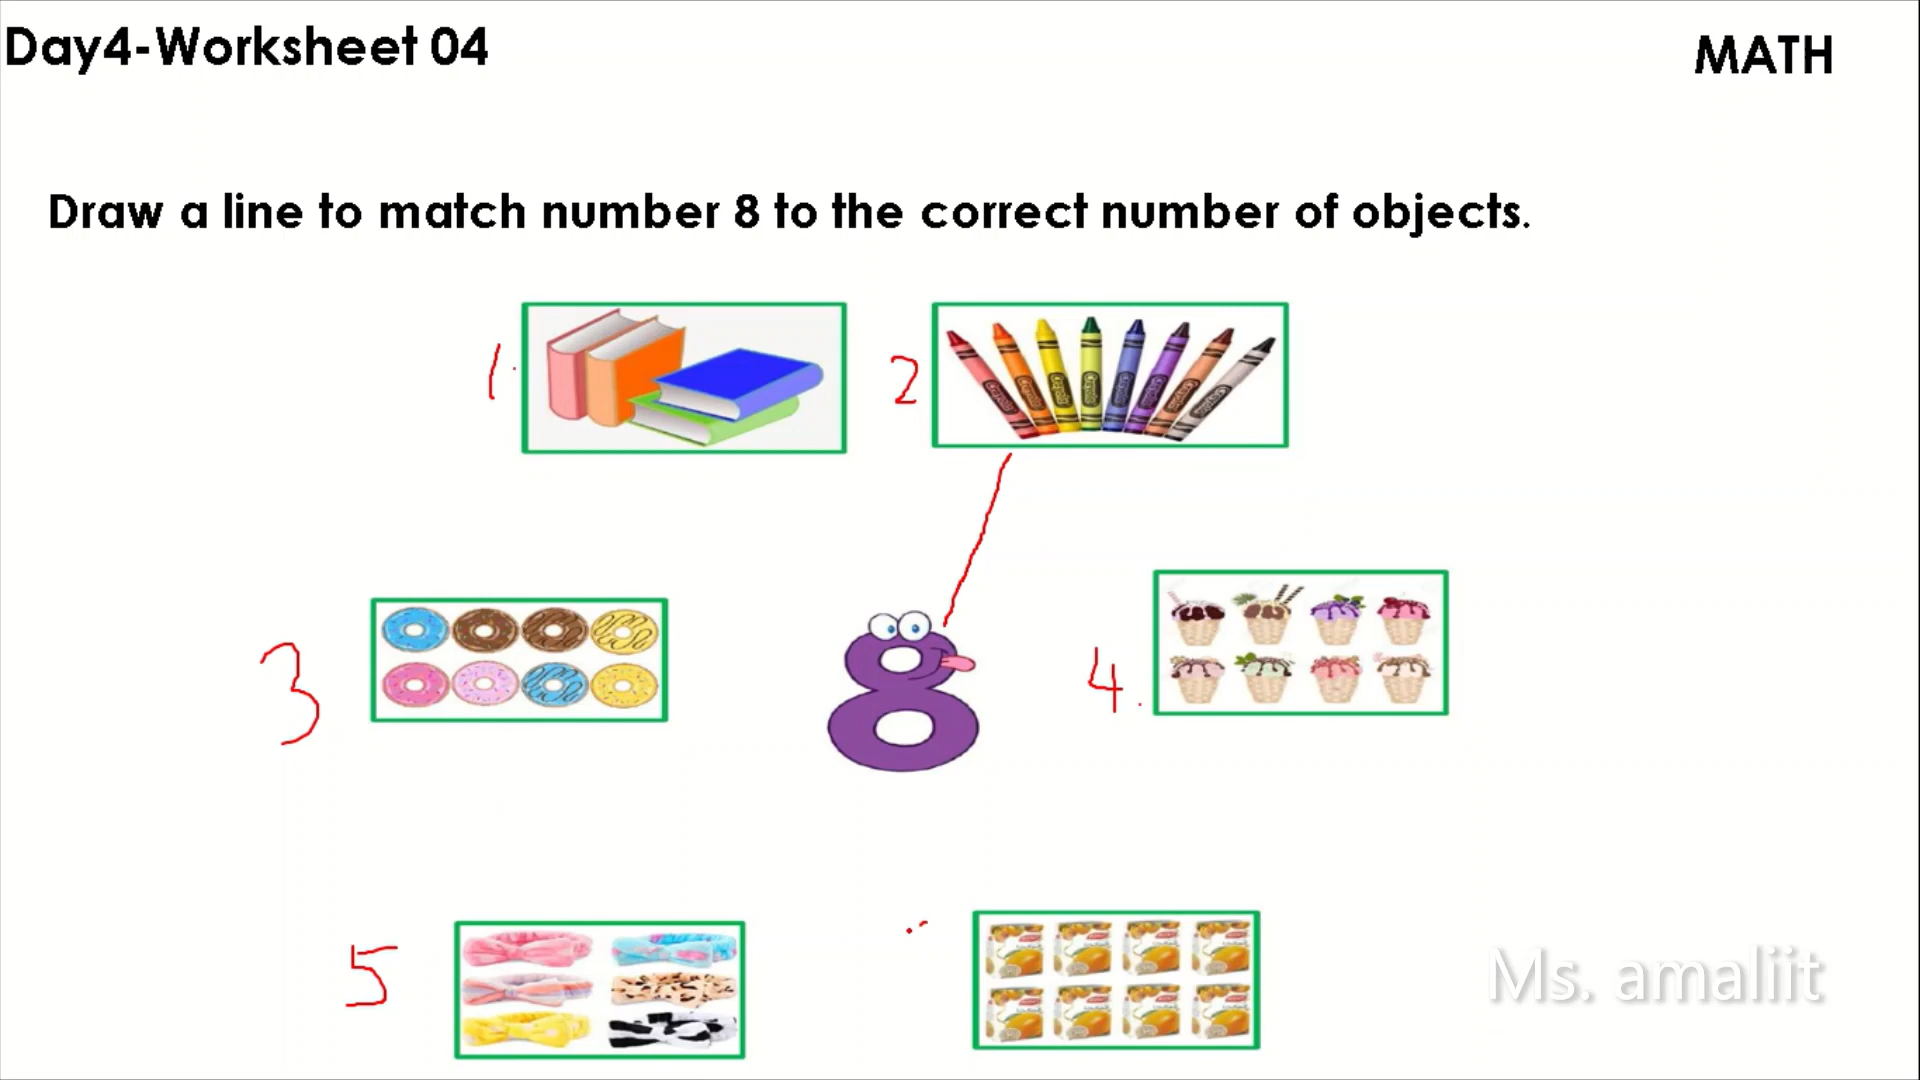 Day4-Worksheet 04
MATH
Draw a line to match number 8 to the correct number of objects.
1.
2
3
8
4.
5
Ms. amaliit